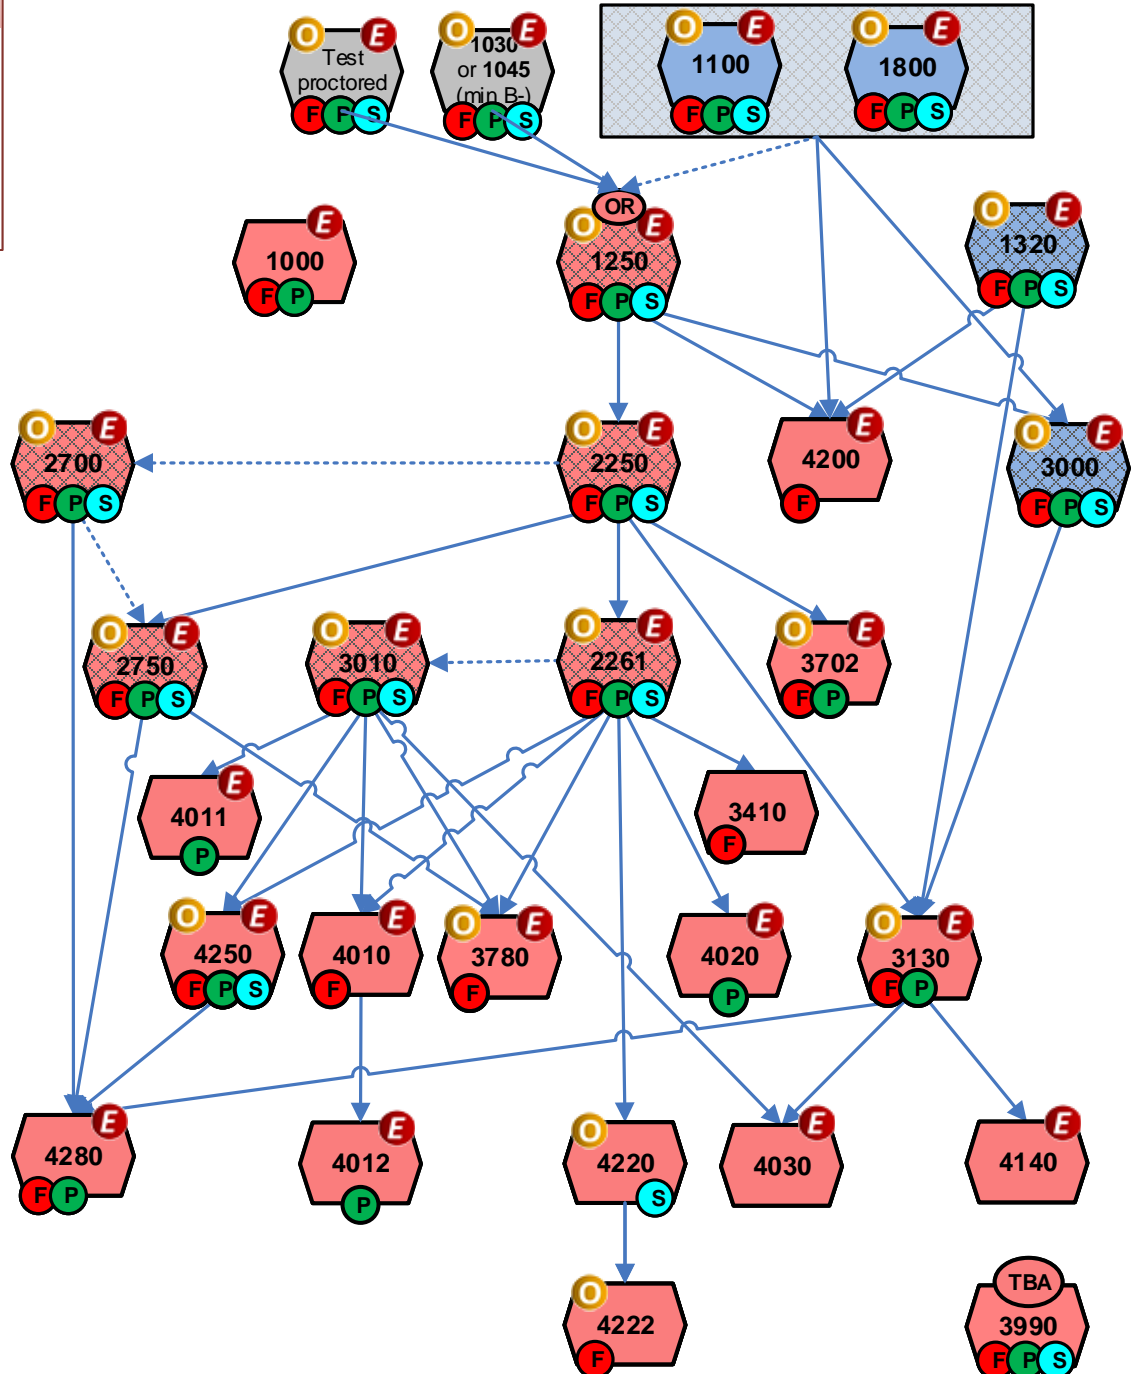 O E O E O E O E
Test
proctored
1030
or 1045
(min B-)
1100
1800
F P S F P S F P S F P S
OR
O E
1250
F P S
E
1000
F P
O E
1320
F P S
O E
2700
F P S
O E
2250
F P S
E
4200
F
O E
3000
F P S
O E
2750
F P S
O E
3010
F P S
O E
2261
F P S
O E
3702
F P
E
4011
P
3410
F
O E
4250
F P S
E
4010
F
O E
3780
F
E
4020
P
O E
3130
F P
E
4280
F P
E
4012
P
O
4220
S
E
4030
E
4140
O
4222
F
TBA
3990
F P S